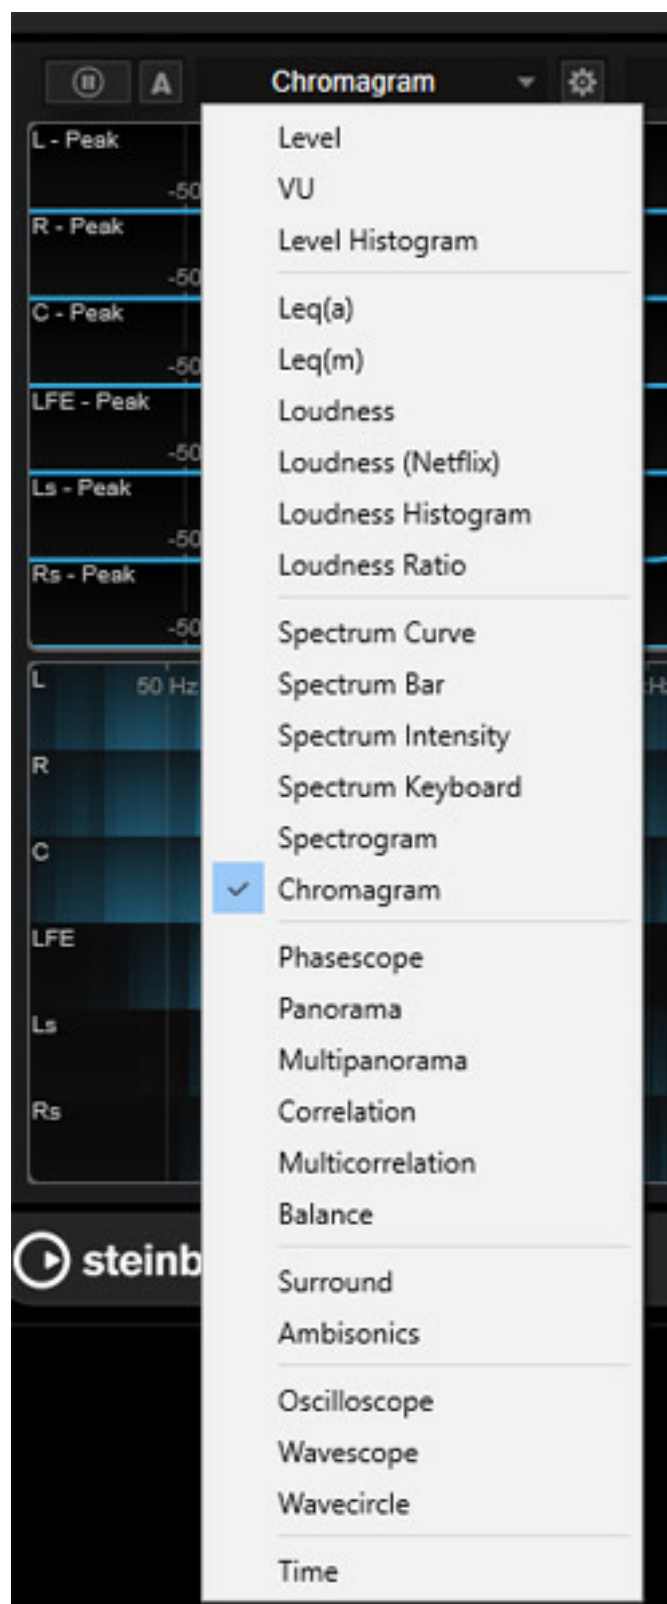 A
Chromagram
L - Peak
-50
R - Peak
-50
C - Peak
-50
LFE - Peak
-50
Ls - Peak
-50
Rs - Peak
-50
L
50 Hz
R
C
LFE
Ls
Rs
Level
VU
Level Histogram
Leq(a)
Leq(m)
Loudness
Loudness (Netflix)
Loudness Histogram
Loudness Ratio
Spectrum Curve
Spectrum Bar
Spectrum Intensity
Spectrum Keyboard
Spectrogram
Chromagram
Phasescope
Panorama
Multipanorama
Correlation
Multicorrelation
Balance
Surround
Ambisonics
Oscilloscope
Wavescope
Wavecircle
Time
steinb